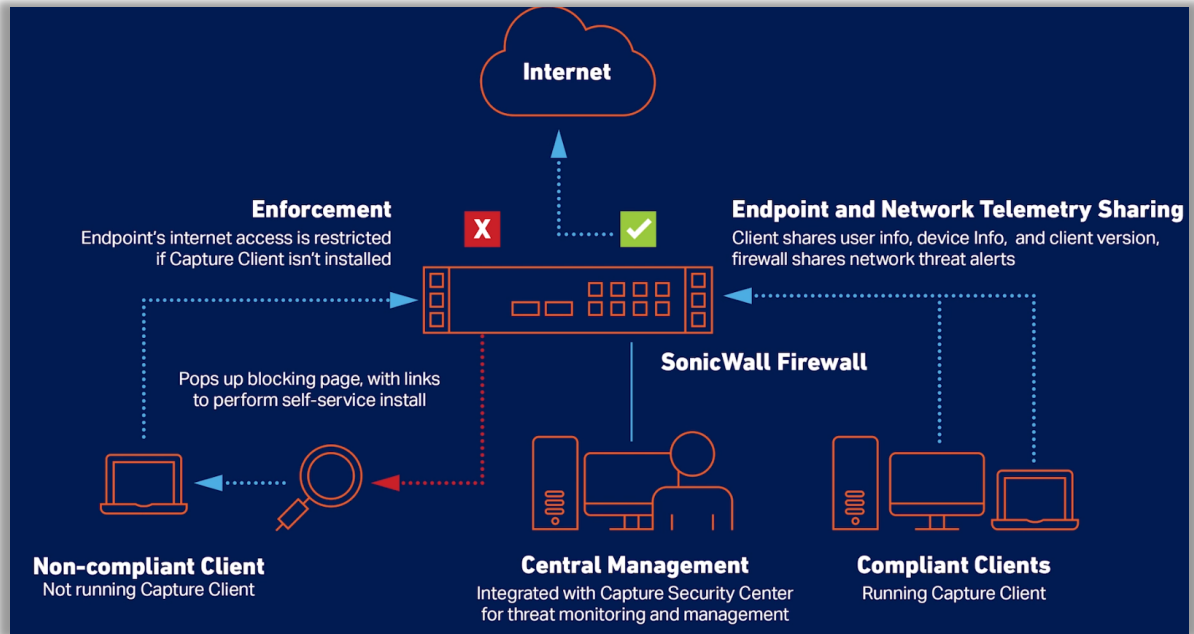 Internet
Enforcement
Endpoint's internet access is restricted
if Capture Client isn't installed
X
Endpoint and Network Telemetry Sharing
Client shares user info, device Info, and client version,
firewall shares network threat alerts
SonicWall Firewall
Pops up blocking page, with links
to perform self-service install
Non-compliant Client
Not running Capture Client
Central Management
Integrated with Capture Security Center
for threat monitoring and management
Compliant Clients
Running Capture Client